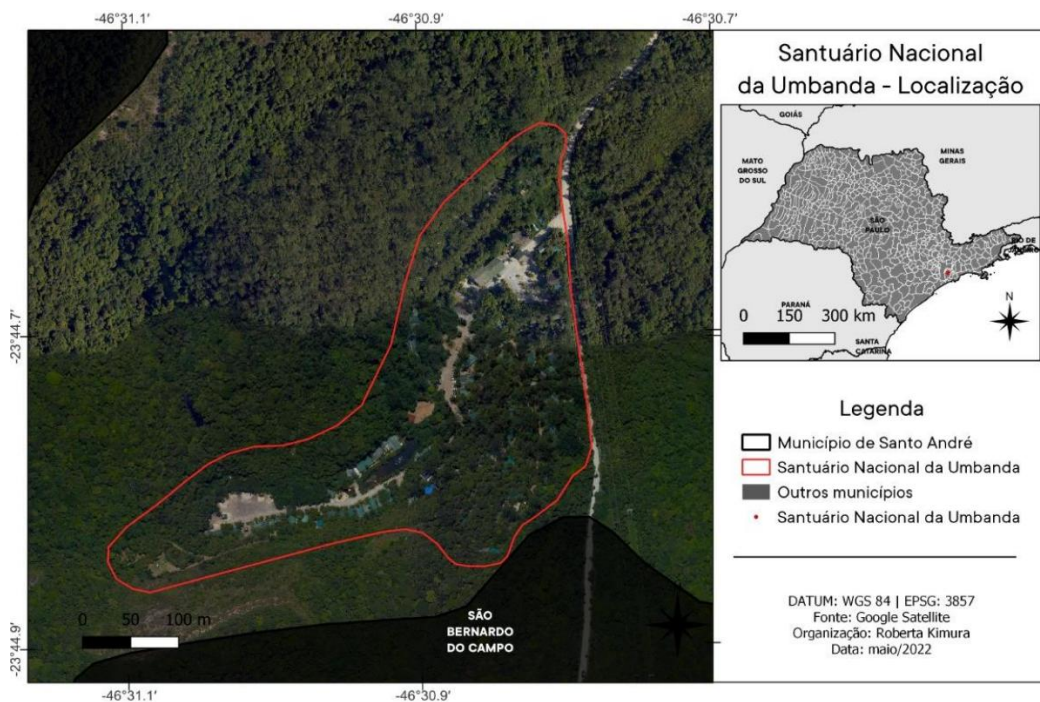 -46°31.1'
-46°30.9'
-46°30.7'
-23°44.7'
-23°44.9'
0 50 100 m
SÃO
BERNARDO
DO CAMPO
-46°31.1'
-46°30.9'
Santuário Nacional
da Umbanda - Localização
GOIÁS
MATO
GROSSO
DO SUL
MINAS
GERAIS
SÃO
PAULO
RIO DE
PARANÁ
SANTA
CATARINA
0 150 300 km
N
Legenda
Município de Santo André
Santuário Nacional da Umbanda
Outros municípios
Santuário Nacional da Umbanda
DATUM: WGS 84 | EPSG: 3857
Fonte: Google Satellite
Organização: Roberta Kimura
Data: maio/2022